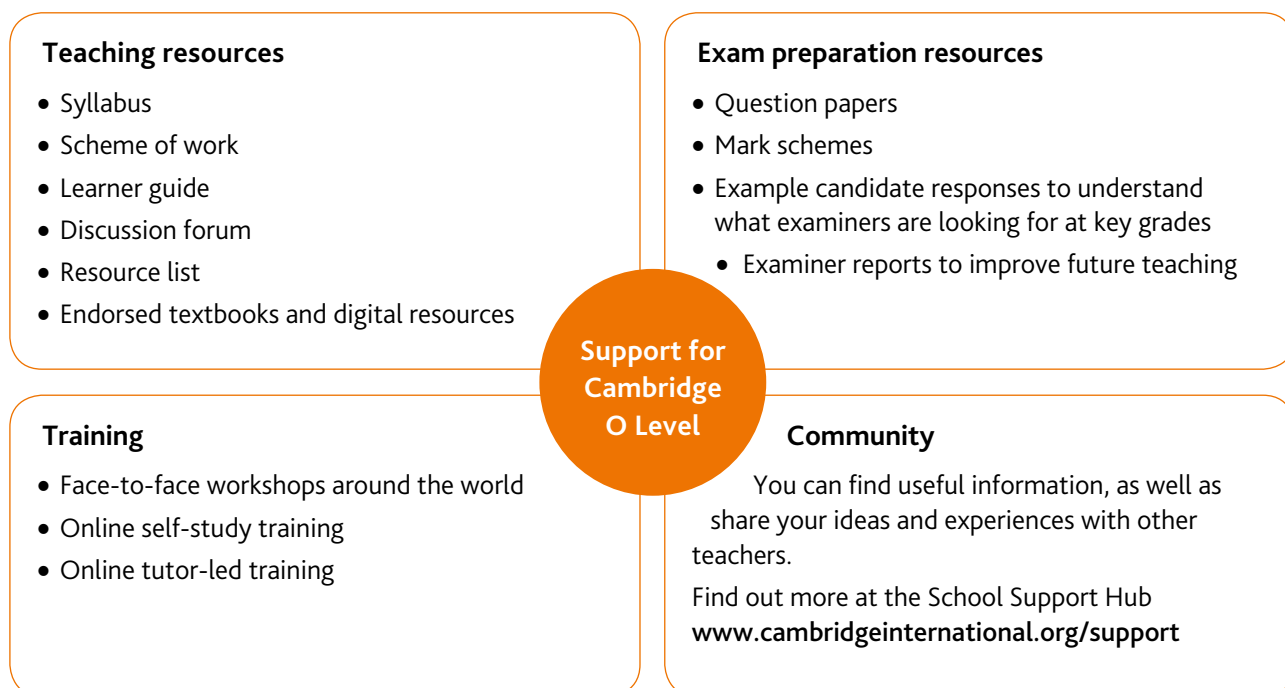 Teaching resources
• Syllabus
• Scheme of work
• Learner guide
• Discussion forum
• Resource list
• Endorsed textbooks and digital resources
Exam preparation resources
• Question papers
• Mark schemes
• Example candidate responses to understand
what examiners are looking for at key grades
• Examiner reports to improve future teaching
Support for
Cambridge
O Level
Training
• Face-to-face workshops around the world
• Online self-study training
• Online tutor-led training
Community
You can find useful information, as well as
share your ideas and experiences with other
teachers.
Find out more at the School Support Hub
www.cambridgeinternational.org/support